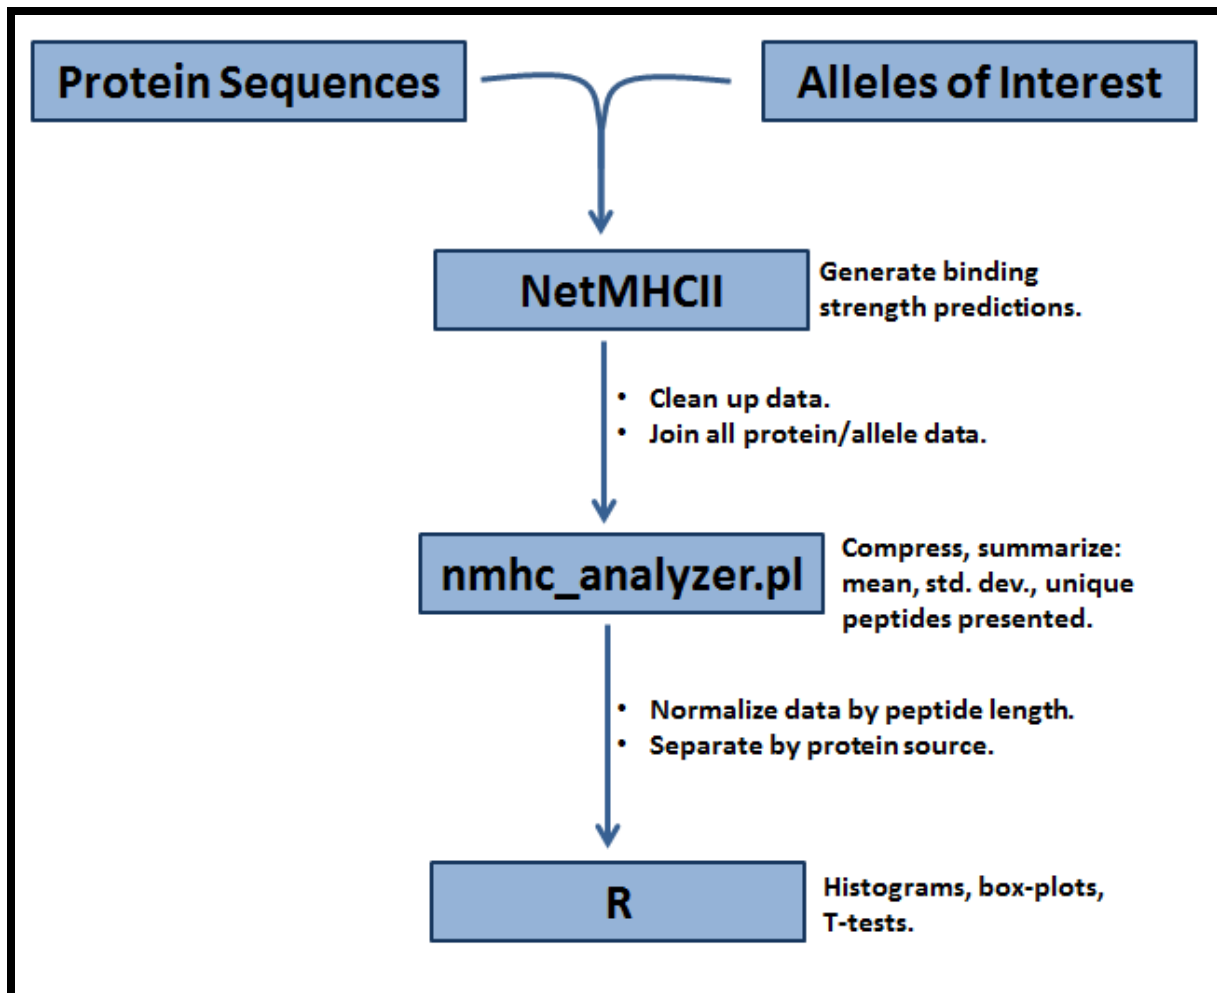 Protein Sequences
Alleles of Interest
NetMHCII
Generate binding
strength predictions.
• Clean up data.
• Join all protein/allele data.
nmhc_analyzer.pl
Compress, summarize:
mean, std. dev., unique
peptides presented.
• Normalize data by peptide length.
• Separate by protein source.
R
Histograms, box-plots,
T-tests.